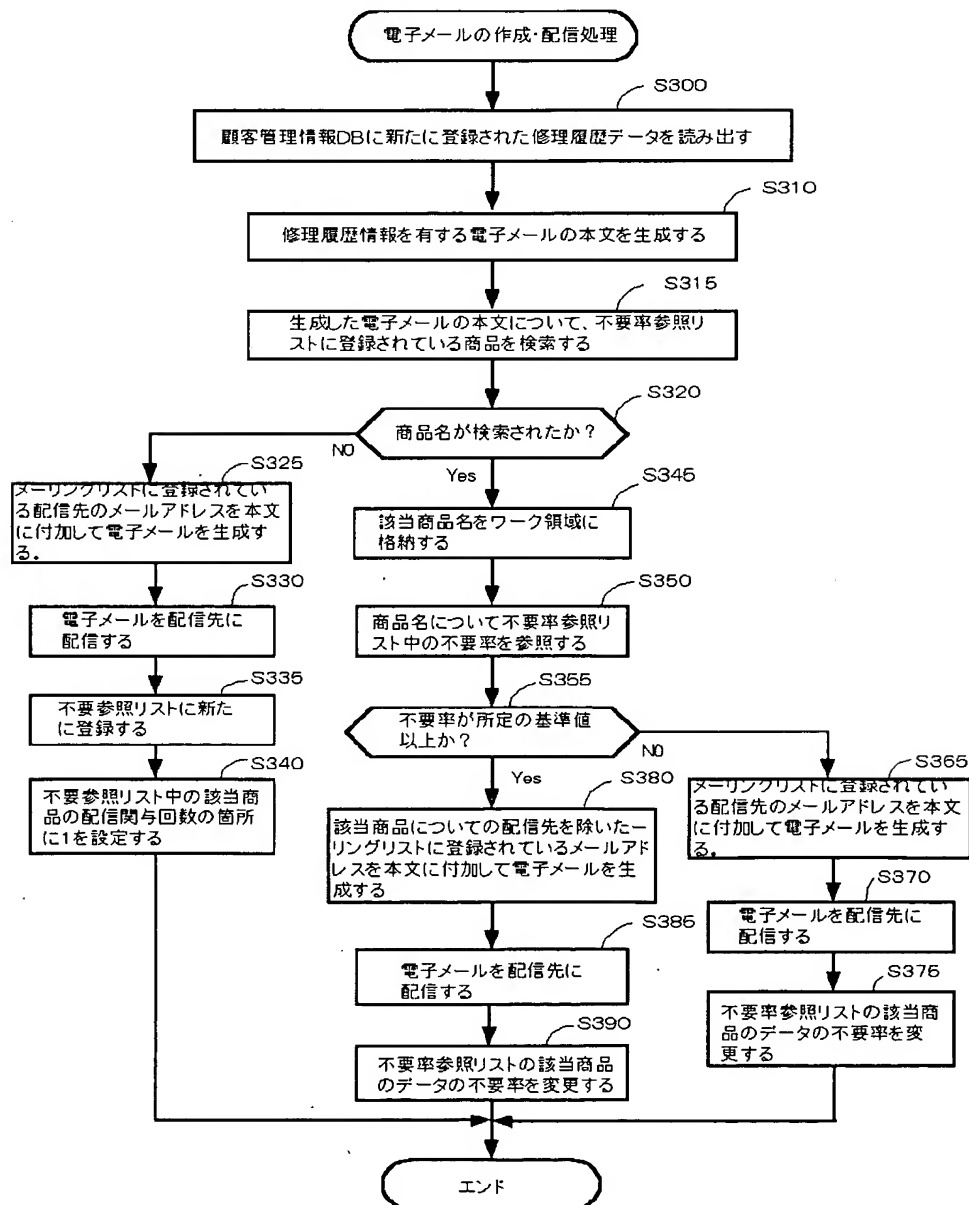 電子メールの作成・配信処理
S300
顧客管理情報DBに新たに登録された修理履歴データを読み出す
S310
修理履歴情報を有する電子メールの本文を生成する
S315
生成した電子メールの本文について、不要率参照リ
ストに登録されている商品を検索する
S320
商品名が検索されたか？
NO
Yes
S325
メーリングリストに登録されてい
る配信先のメールアドレスを本文
に付加して電子メールを生成す
る。
S330
電子メールを配信先に
配信する
S335
不要参照リストに新た
に登録する
S340
不要参照リスト中の該当商
品の配信関与回数の箇所
に1を設定する
S345
該当商品名をワーク領域に
格納する
S350
商品名について不要率参照リ
スト中の不要率を参照する
S355
不要率が所定の基準値
以上か？
NO
Yes
S380
該当商品についての配信先を除いたー
リングリストに登録されているメールアド
レスを本文に付加して電子メールを生
成する
S385
電子メールを配信先に
配信する
S390
不要率参照リストの該当商品
のデータの不要率を変更する
S365
メーリングリストに登録されてい
る配信先のメールアドレスを本文
に付加して電子メールを生成す
る。
S370
電子メールを配信先に
配信する
S375
不要率参照リストの該当商
品のデータの不要率を変
更する
エンド